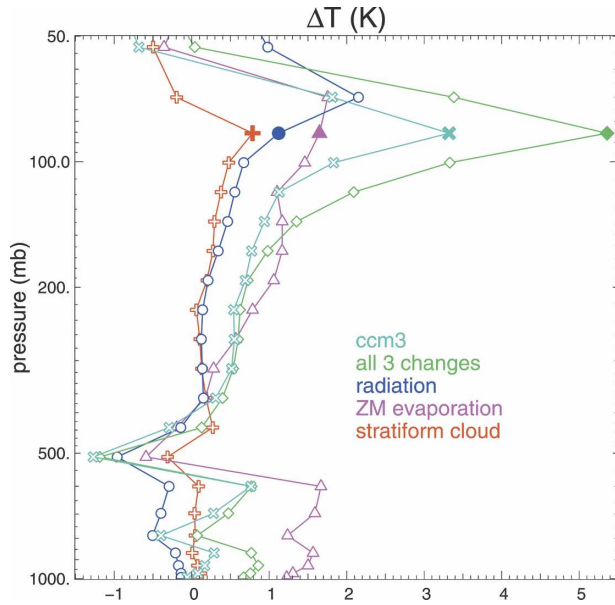 ΔT (K)
50.
100.0
200.
500.
1000.
pressure (mb)
ccm3
all 3 changes
radiation
ZM evaporation
stratiform cloud
−1 0 1 2 3 4 5